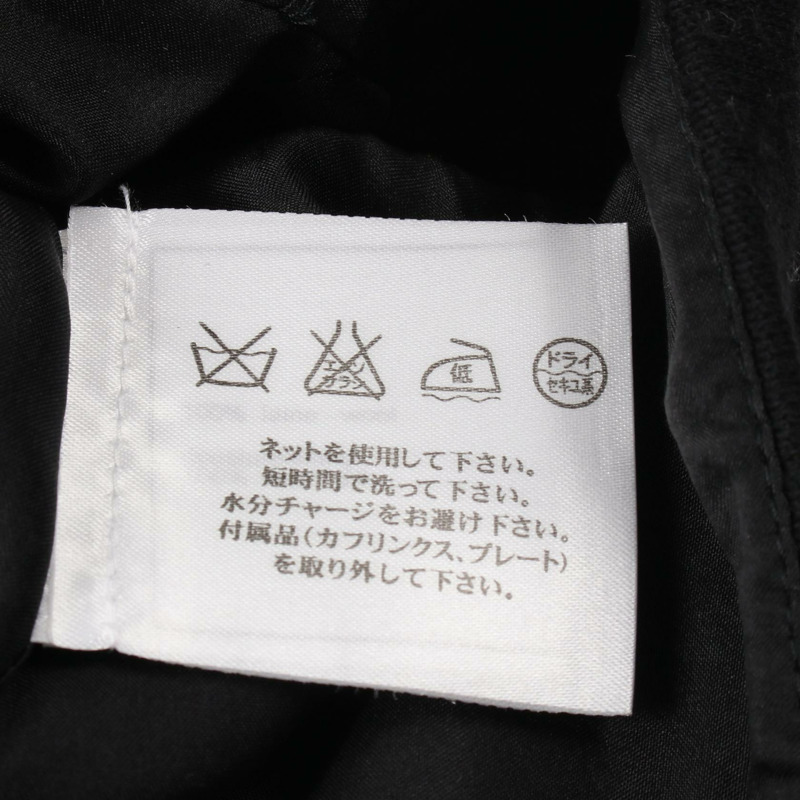 エンソ
ガラン
低
ドライ
セキユ系
ネットを使用して下さい。
短時間で洗って下さい。
水分チャージをお避け下さい。
付属品(カフリンクス、プレート)
を取り外して下さい。